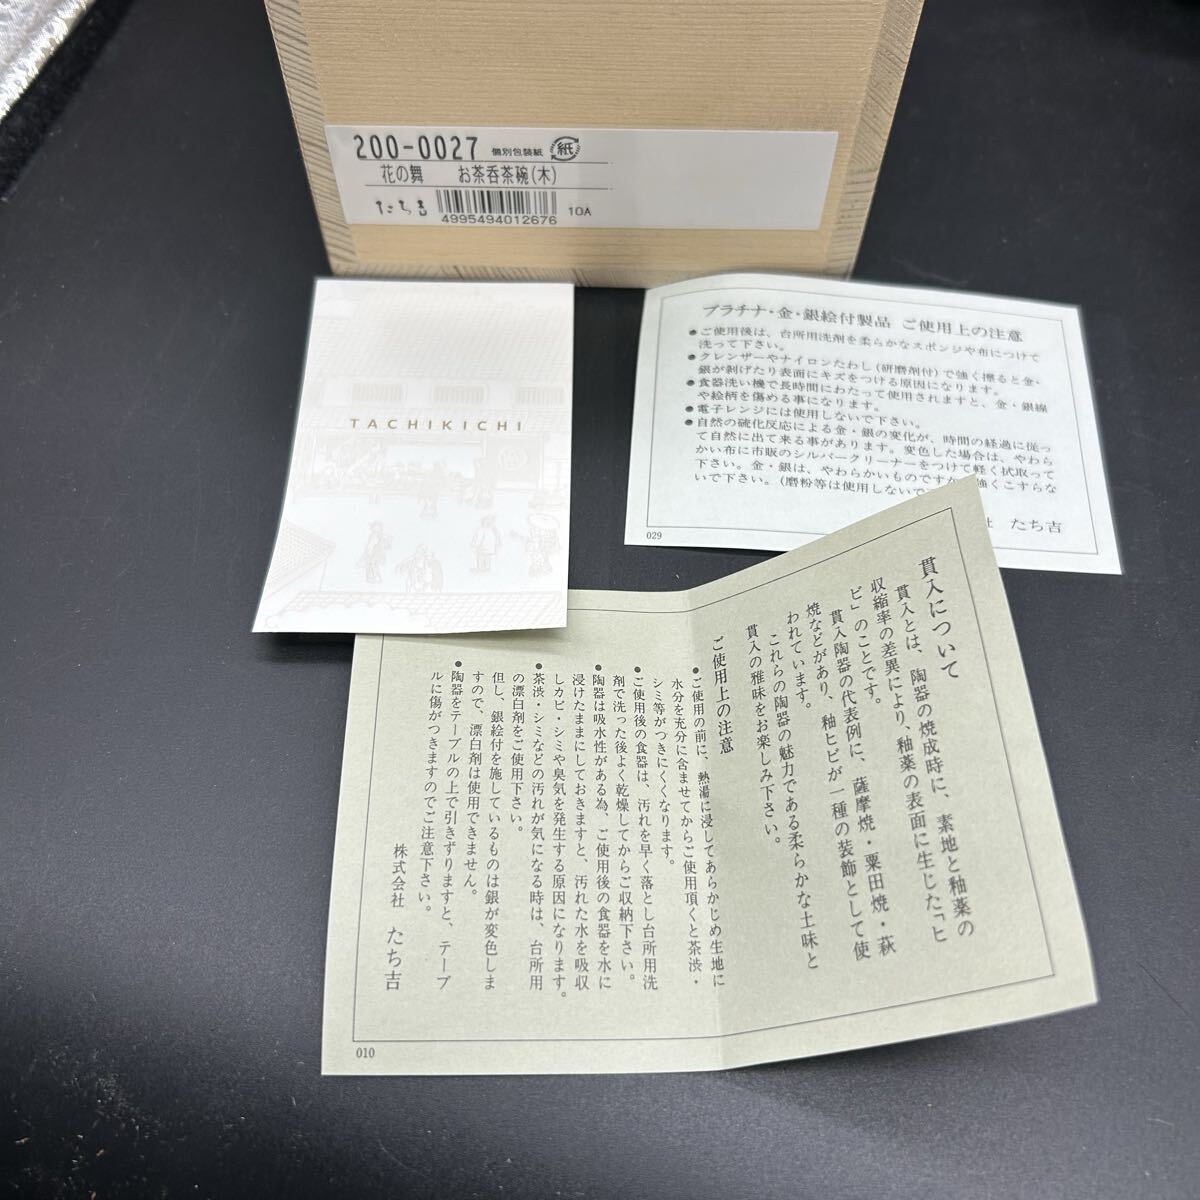 200-0027 個別包装紙 紙
花の舞 お茶呑茶碗(木)
たち吉
4995494012676 10A
TACHIKICHI
プラチナ・金・銀絵付製品 ご使用上の注意
●ご使用後は、台所用洗剤を柔らかなスポンジや布につけて
洗って下さい。
●クレンザーやナイロンたわし(研磨剤付)で強く擦ると金・
銀が剥げたり表面にキズをつける原因になります。
●食器洗い機で長時間にわたって使用されますと、金・銀線
や絵柄を傷める事になります。
●電子レンジには使用しないで下さい。
●自然の硫化反応による金・銀の変化が、時間の経過に従っ
て自然に出て来る事があります。変色した場合は、やわら
かい布に市販のシルバークリーナーをつけて軽く拭取って
下さい。金・銀は、やわらかいものですか 強くこすらな
いで下さい。(磨粉等は使用しないで
社 たち吉
029
貫入について
貫入とは、陶器の焼成時に、素地と釉薬の
収縮率の差異により、釉薬の表面に生じた「ヒ
ビ」のことです。
貫入陶器の代表例に、薩摩焼・粟田焼・萩
焼などがあり、釉ヒビが一種の装飾として使
われています。
これらの陶器の魅力である柔らかな土味と
貫入の雅味をお楽しみ下さい。
ご使用上の注意
●ご使用の前に、熱湯に浸してあらかじめ生地に
水分を充分に含ませてからご使用頂くと茶渋・
シミ等がつきにくくなります。
●ご使用後の食器は、汚れを早く落とし台所用洗
剤で洗った後よく乾燥してからご収納下さい。
●陶器は吸水性がある為、ご使用後の食器を水に
浸けたままにしておきますと、汚れた水を吸収
しカビ・シミや臭気を発生する原因になります。
●茶渋・シミなどの汚れが気になる時は、台所用
の漂白剤をご使用下さい。
但し、銀絵付を施しているものは銀が変色しま
すので、漂白剤は使用できません。
●陶器をテーブルの上で引きずりますと、テーブ
ルに傷がつきますのでご注意下さい。
株式会社 たち吉
010